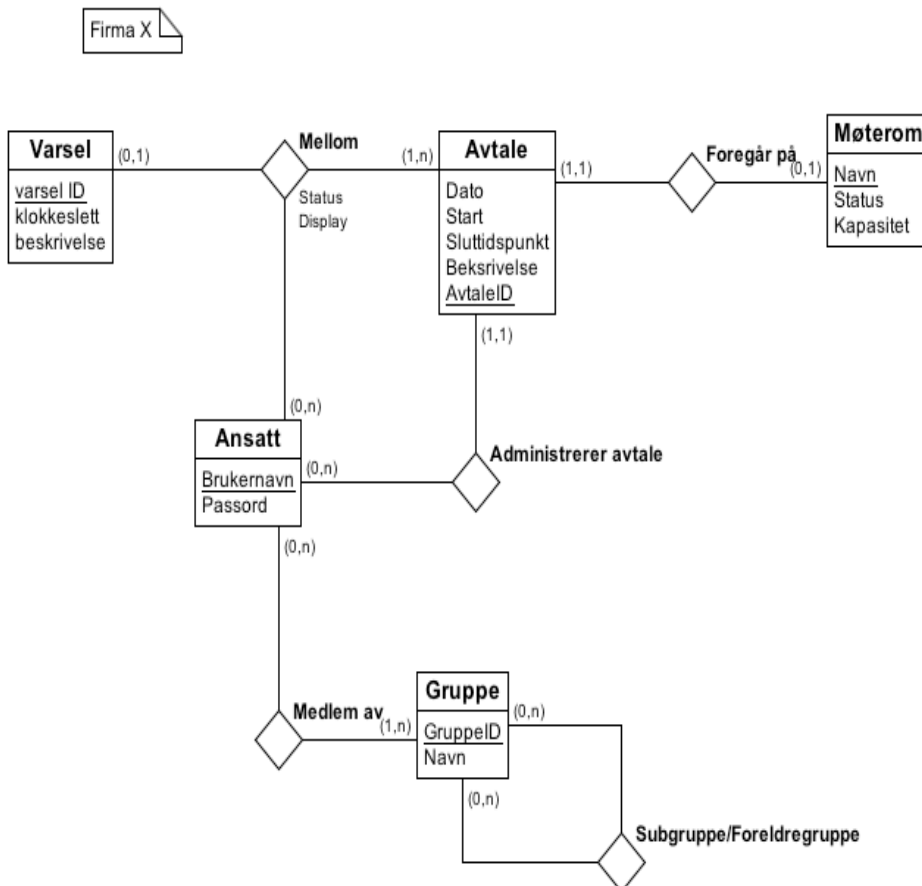 Firma X
Varsel
varsel ID
klokkeslett
beskrivelse
(0,1)
Mellom
Status
Display
(1,n)
Avtale
Dato
Start
Sluttidspunkt
Beksrivelse
AvtaleID
(1,1)
Foregår på
(0,1)
Møterom
Navn
Status
Kapasitet
(1,1)
(0,n)
Ansatt
Brukernavn
Passord
(0,n)
Administrerer avtale
(0,n)
Medlem av
(1,n)
Gruppe
GruppeID
Navn
(0,n)
(0,n)
Subgruppe/Foreldregruppe